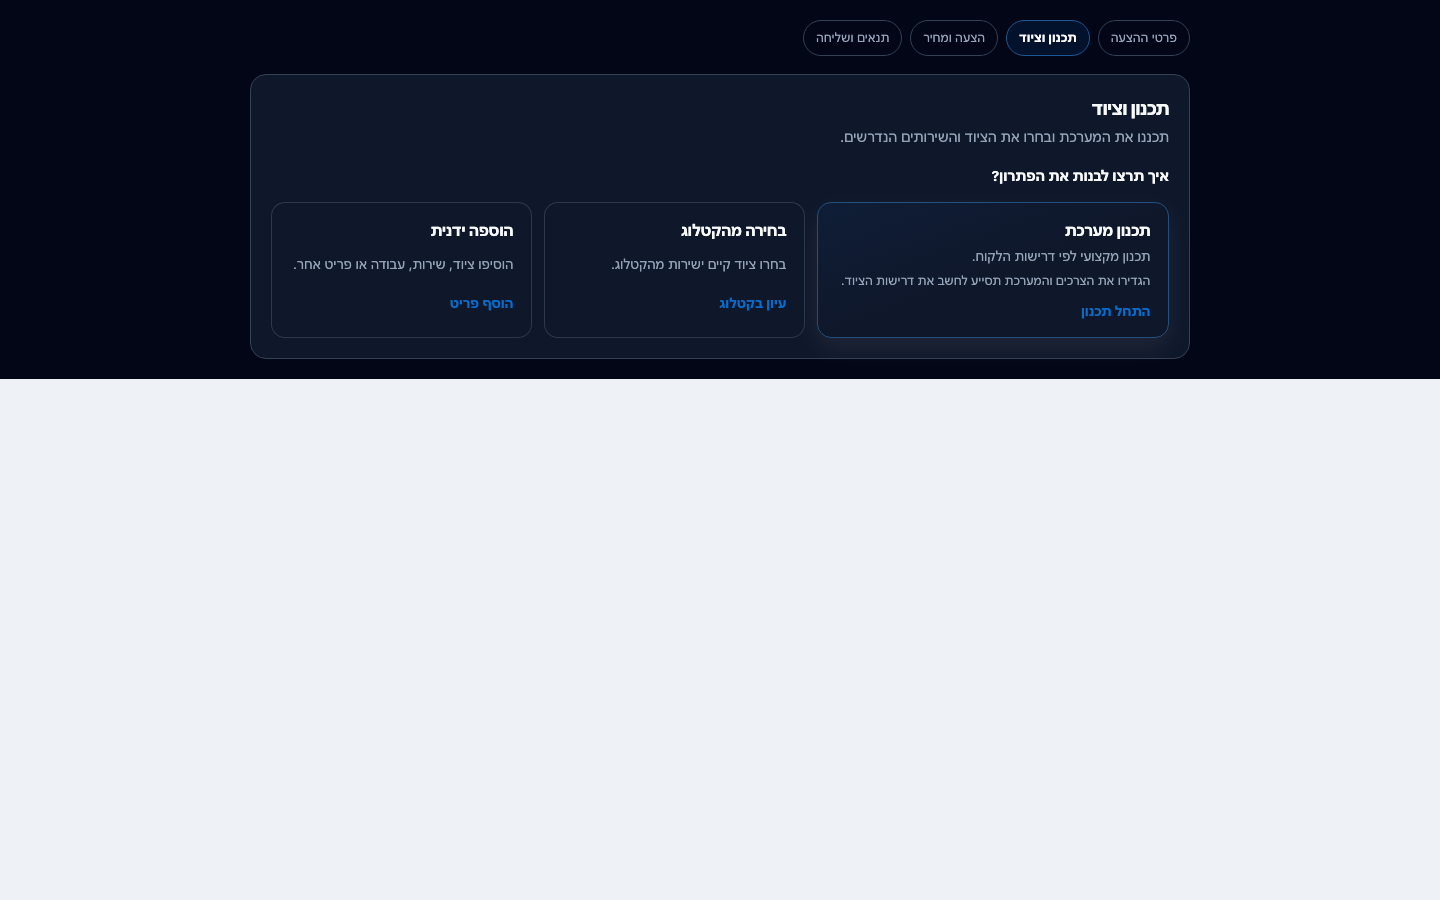 פרטי ההצעה
תכנון וציוד
הצעה ומחיר
תנאים ושליחה
תכנון וציוד
תכננו את המערכת ובחרו את הציוד והשירותים הנדרשים.
איך תרצו לבנות את הפתרון?
תכנון מערכת
תכנון מקצועי לפי דרישות הלקוח.
הגדירו את הצרכים והמערכת תסייע לחשב את דרישות הציוד.
התחל תכנון
בחירה מהקטלוג
בחרו ציוד קיים ישירות מהקטלוג.
עיון בקטלוג
הוספה ידנית
הוסיפו ציוד, שירות, עבודה או פריט אחר.
הוסף פריט